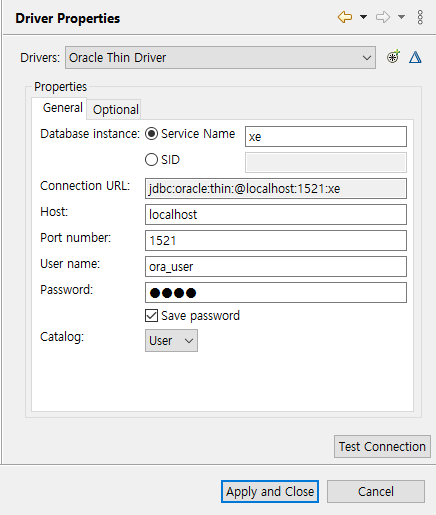 Driver Properties
Drivers: Oracle Thin Driver
Properties
General Optional
Database instance: Service Name xe
SID
Connection URL: jdbc:oracle:thin:@localhost:1521:xe
Host: localhost
Port number: 1521
User name: ora_user
Password: ●●●●
Save password
Catalog: User
Test Connection
Apply and Close Cancel